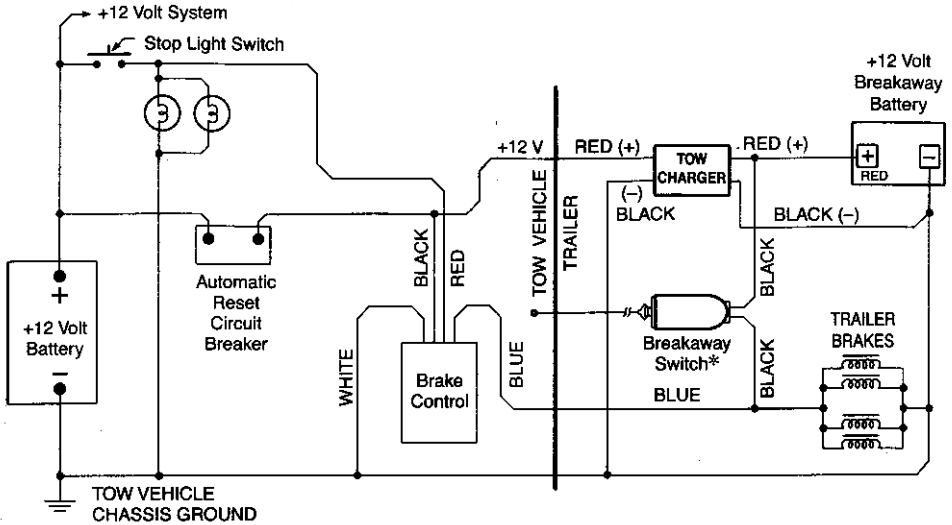 +12 Volt System
Stop Light Switch
+12 Volt
Breakaway
Battery
+12 V
RED (+)
TOW
CHARGER
RED (+)
+
−
RED
(−)
BLACK
BLACK (−)
TOW VEHICLE
TRAILER
BLACK
RED
BLACK
Automatic
Reset
Circuit
Breaker
+
+12 Volt
Battery
−
Breakaway
Switch*
TRAILER
BRAKES
WHITE
Brake
Control
BLUE
BLUE
BLACK
TOW VEHICLE
CHASSIS GROUND